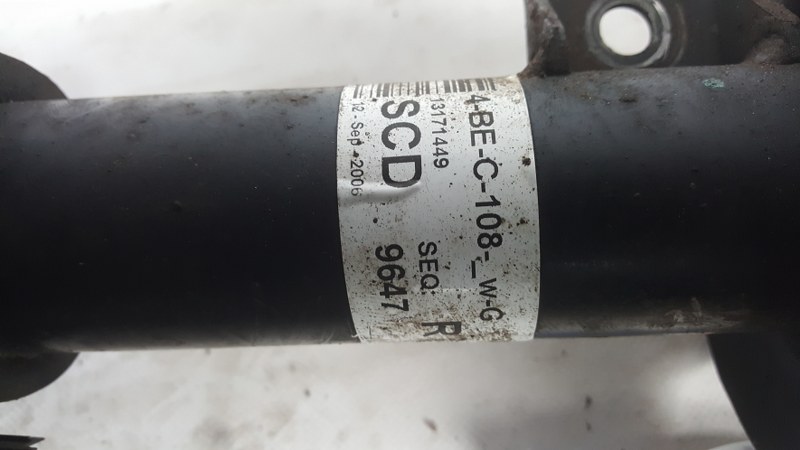 4-BE-C-108-_W-G
13171449
SEQ: R
SCD 9647
12-Sep-2006